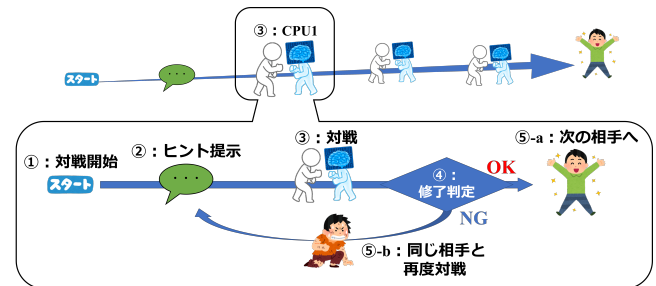 ③：CPU1
スタート
・・・
①：対戦開始
②：ヒント提示
③：対戦
⑤-a：次の相手へ
スタート
・・・
④：
修了判定
OK
NG
⑤-b：同じ相手と
再度対戦